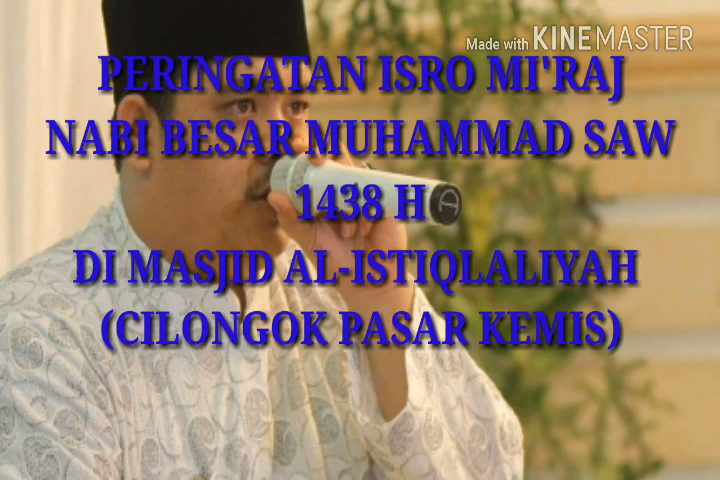 Made with KINEMASTER
PERINGATAN ISRO MI'RAJ
NABI BESAR MUHAMMAD SAW
1438 H
DI MASJID AL-ISTIQLALIYAH
(CILONGOK PASAR KEMIS)